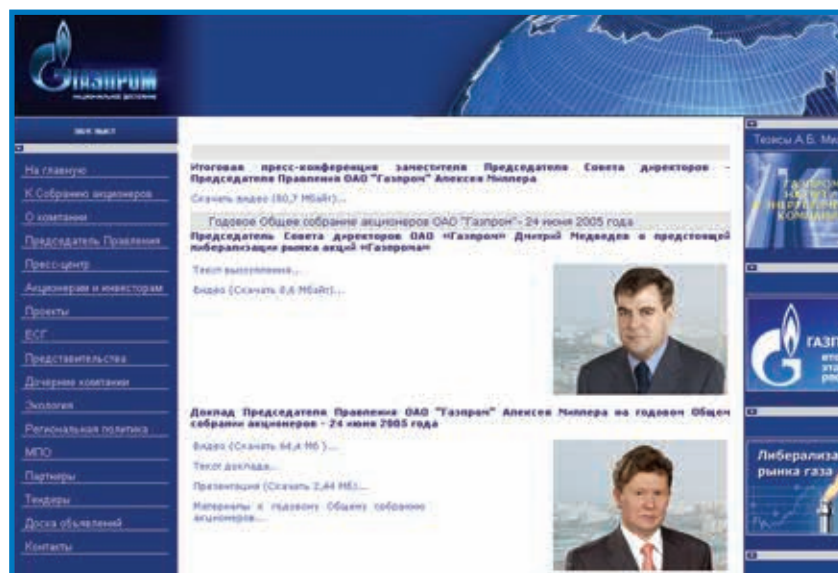 ГАЗПРОМ
НАЦИОНАЛЬНОЕ ДОСТОЯНИЕ
На главную
К Собранию акционеров
О компании
Председатель Правления
Пресс-центр
Акционерам и инвесторам
Проекты
ЕСГ
Представительства
Дочерние компании
Экология
Региональная политика
МПО
Партнеры
Тендеры
Доска объявлений
Контакты
Итоговая пресс-конференция заместителя Председателя Совета директоров -
Председателя Правления ОАО "Газпром" Алексея Миллера
Скачать видео (80,7 Мбайт)...
Годовое Общее собрание акционеров ОАО "Газпром"- 24 июня 2005 года
Председатель Совета директоров ОАО «Газпром» Дмитрий Медведев о предстоящей
либерализации рынка акций «Газпрома»
Текст выступления...
Видео (Скачать 8,6 Мбайт)...
Доклад Председателя Правления ОАО "Газпром" Алексея Миллера на годовом Общем
собрании акционеров - 24 июня 2005 года
Видео (Скачать 64,4 Мб )...
Текст доклада...
Презентация (Скачать 2,44 Мб)...
Материалы к годовому Общему собранию
акционеров...
Тезисы А.Б. Ми
ГАЗПРОМ
ГАЗП
Либерализа
рынка газа